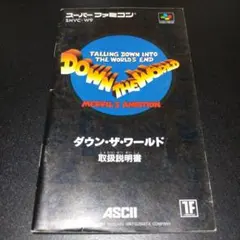 スーパーファミコン
SHVC-W9
FALLING DOWN INTO
THE WORLD'S END
DOWN THE WORLD
MERVIL'S AMBITION
ダウン・ザ・ワールド
取扱説明書
ASCII
1F